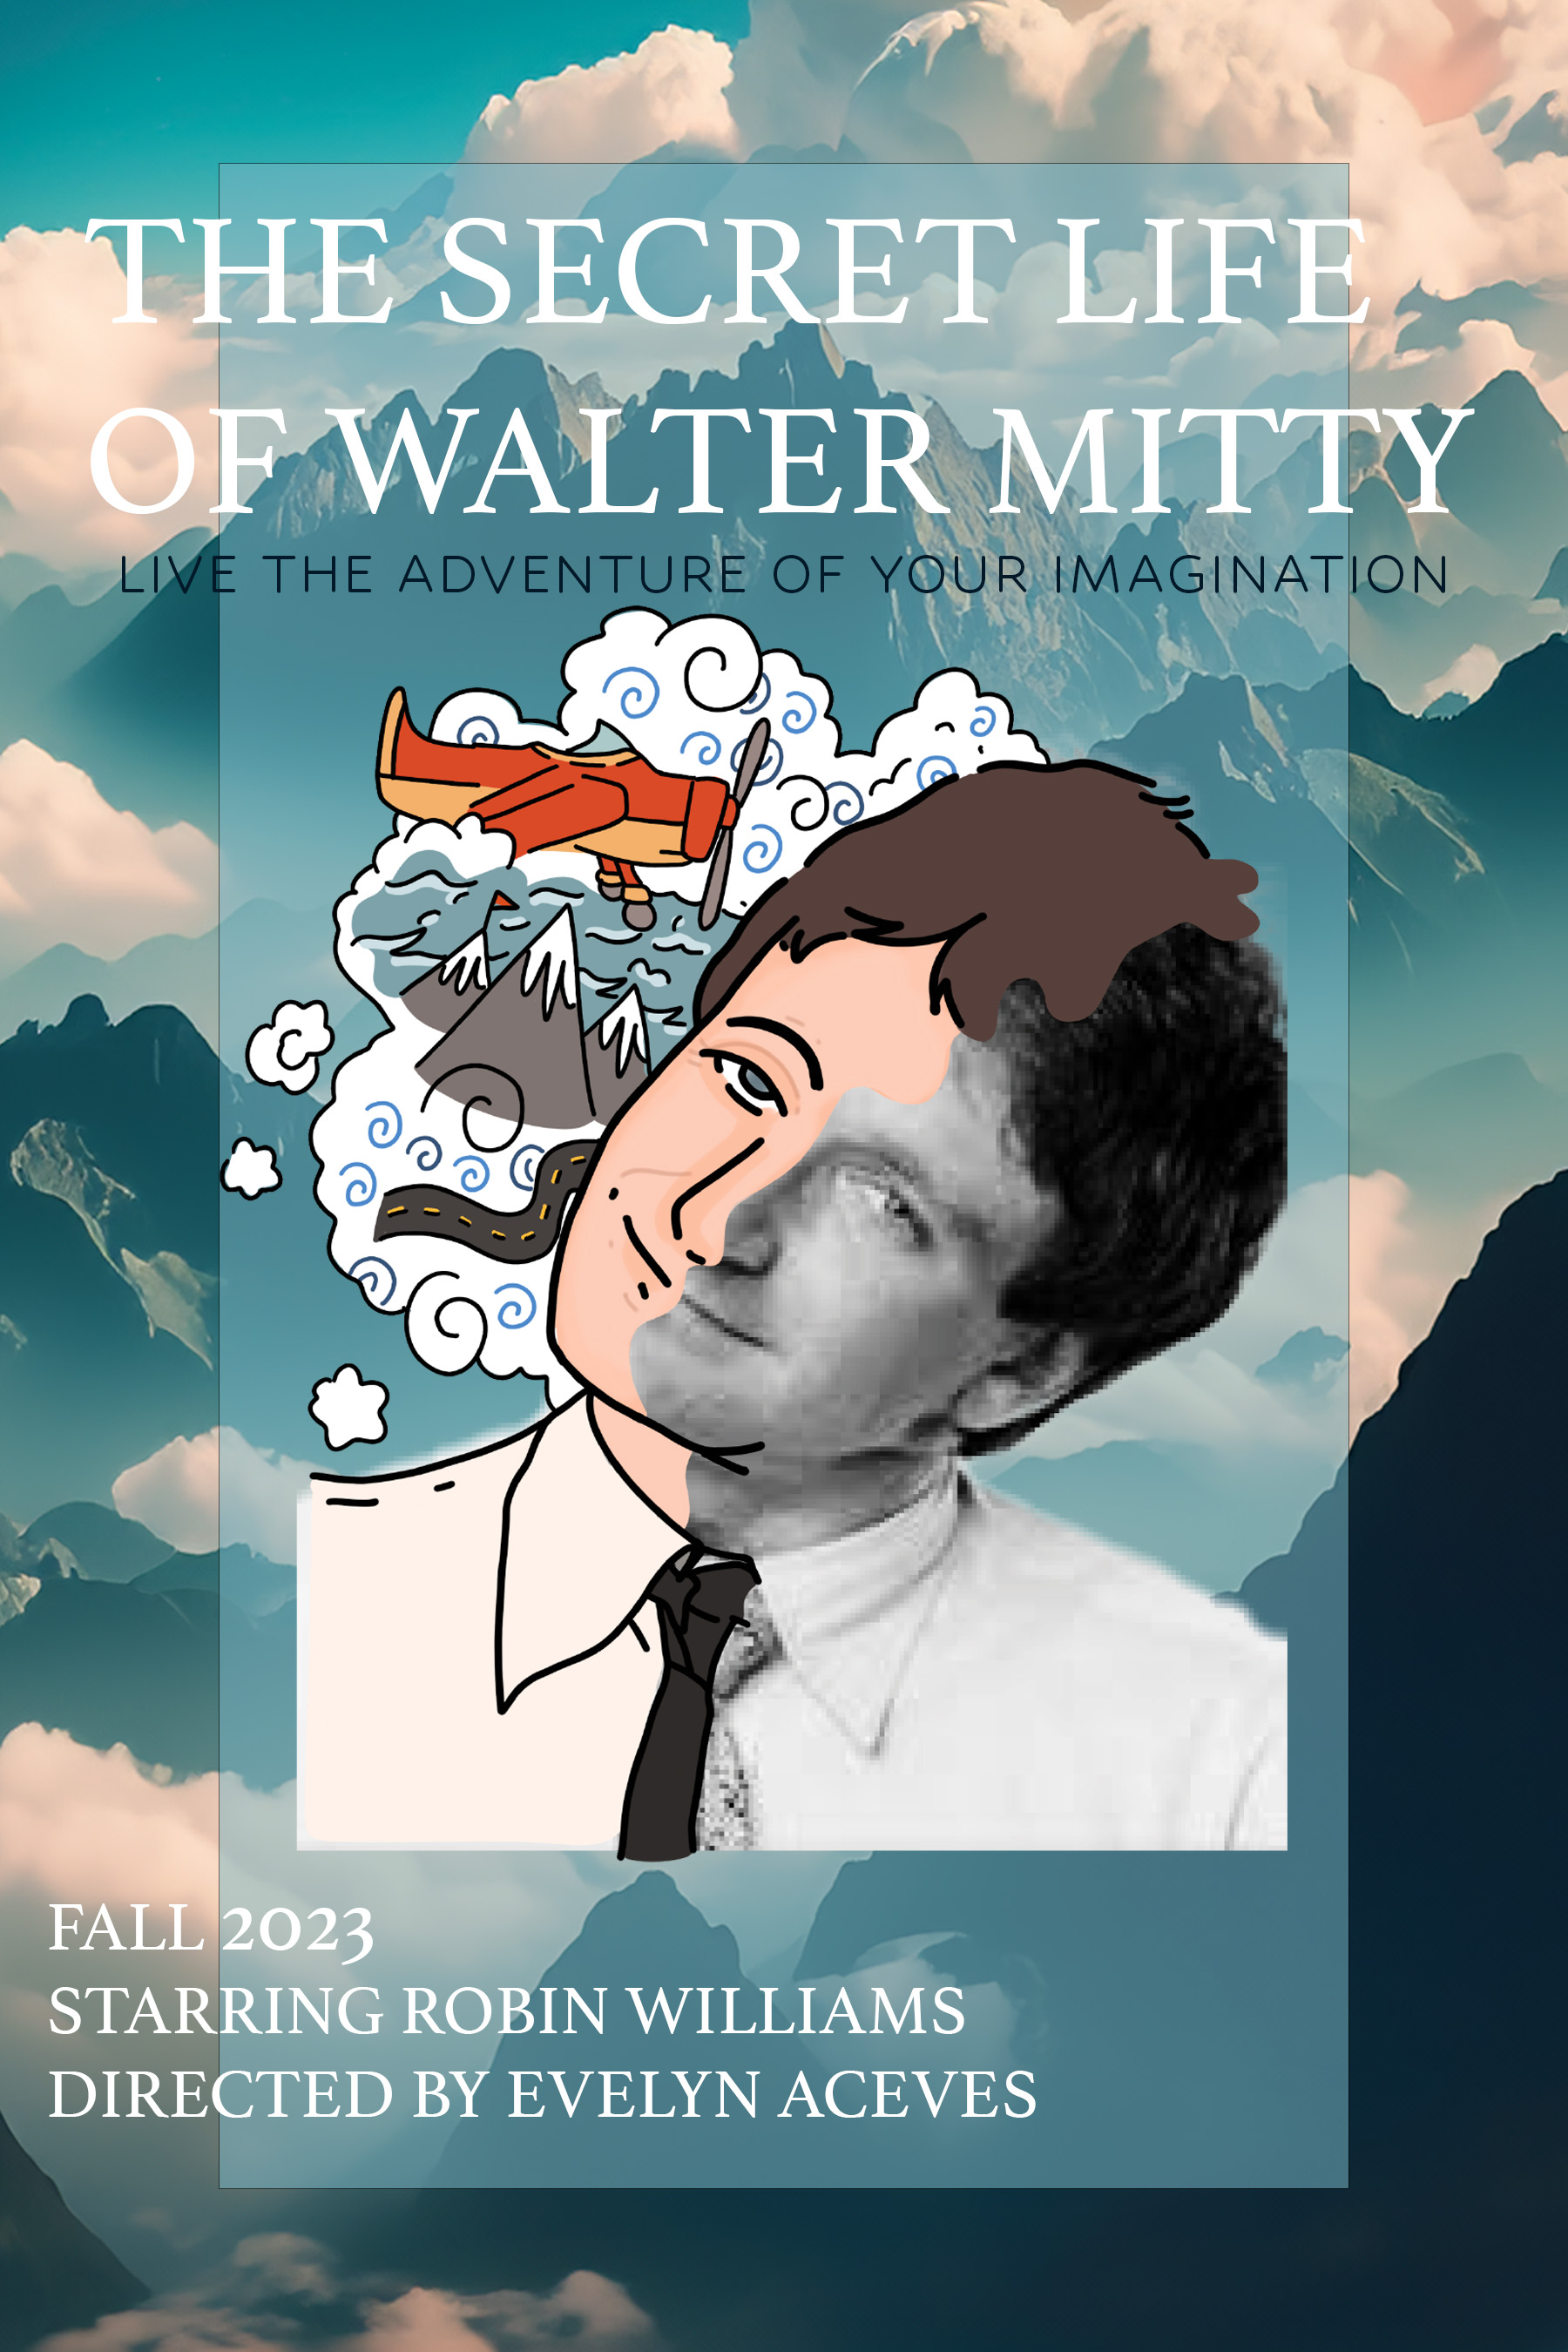 THE SECRET LIFE
OF WALTER MITTY
LIVE THE ADVENTURE OF YOUR IMAGINATION
FALL 2023
STARRING ROBIN WILLIAMS
DIRECTED BY EVELYN ACEVES